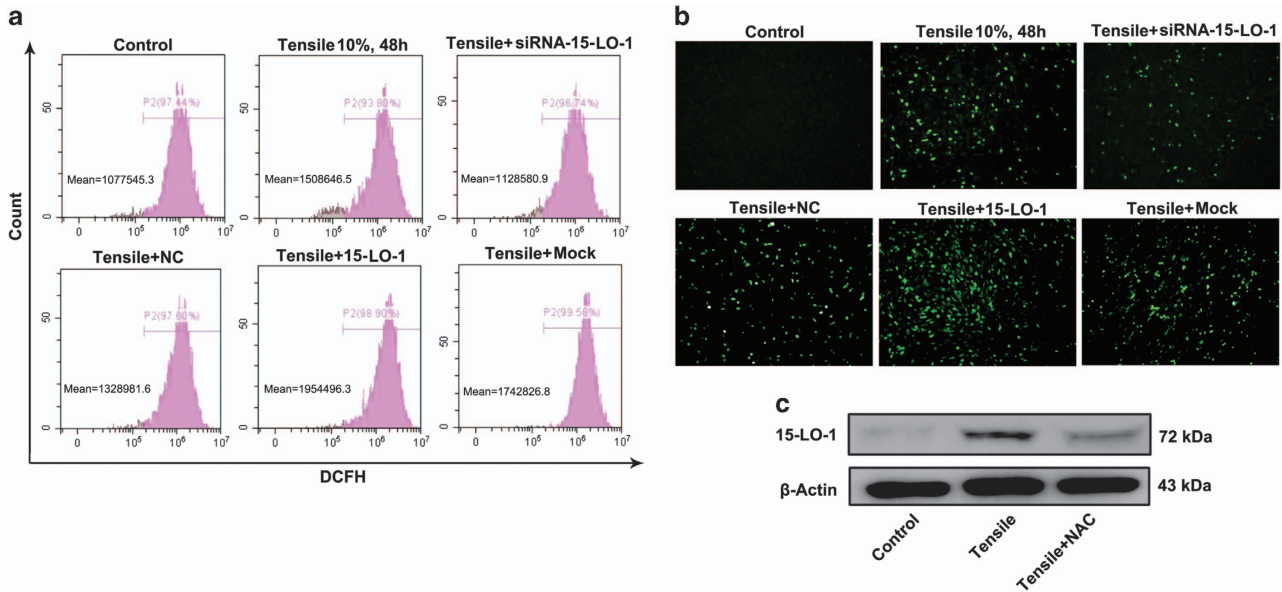 a
Control
Tensile 10%, 48h
Tensile+siRNA-15-LO-1
P2(97.44%)
P2(93.80%)
P2(96.74%)
50
50
50
Mean=1077545.3
Mean=1508646.5
Mean=1128580.9
0
0
0
0 10^5 10^6 10^7
0 10^5 10^6 10^7
0 10^5 10^6 10^7
Count
Tensile+NC
Tensile+15-LO-1
Tensile+Mock
P2(97.60%)
P2(98.90%)
P2(99.58%)
50
50
50
Mean=1328981.6
Mean=1954496.3
Mean=1742826.8
0
0
0
0 10^5 10^6 10^7
0 10^5 10^6 10^7
0 10^5 10^6 10^7
DCFH
b
Control
Tensile 10%, 48h
Tensile+siRNA-15-LO-1
Tensile+NC
Tensile+15-LO-1
Tensile+Mock
c
15-LO-1
72 kDa
β-Actin
43 kDa
Control
Tensile
Tensile+NAC